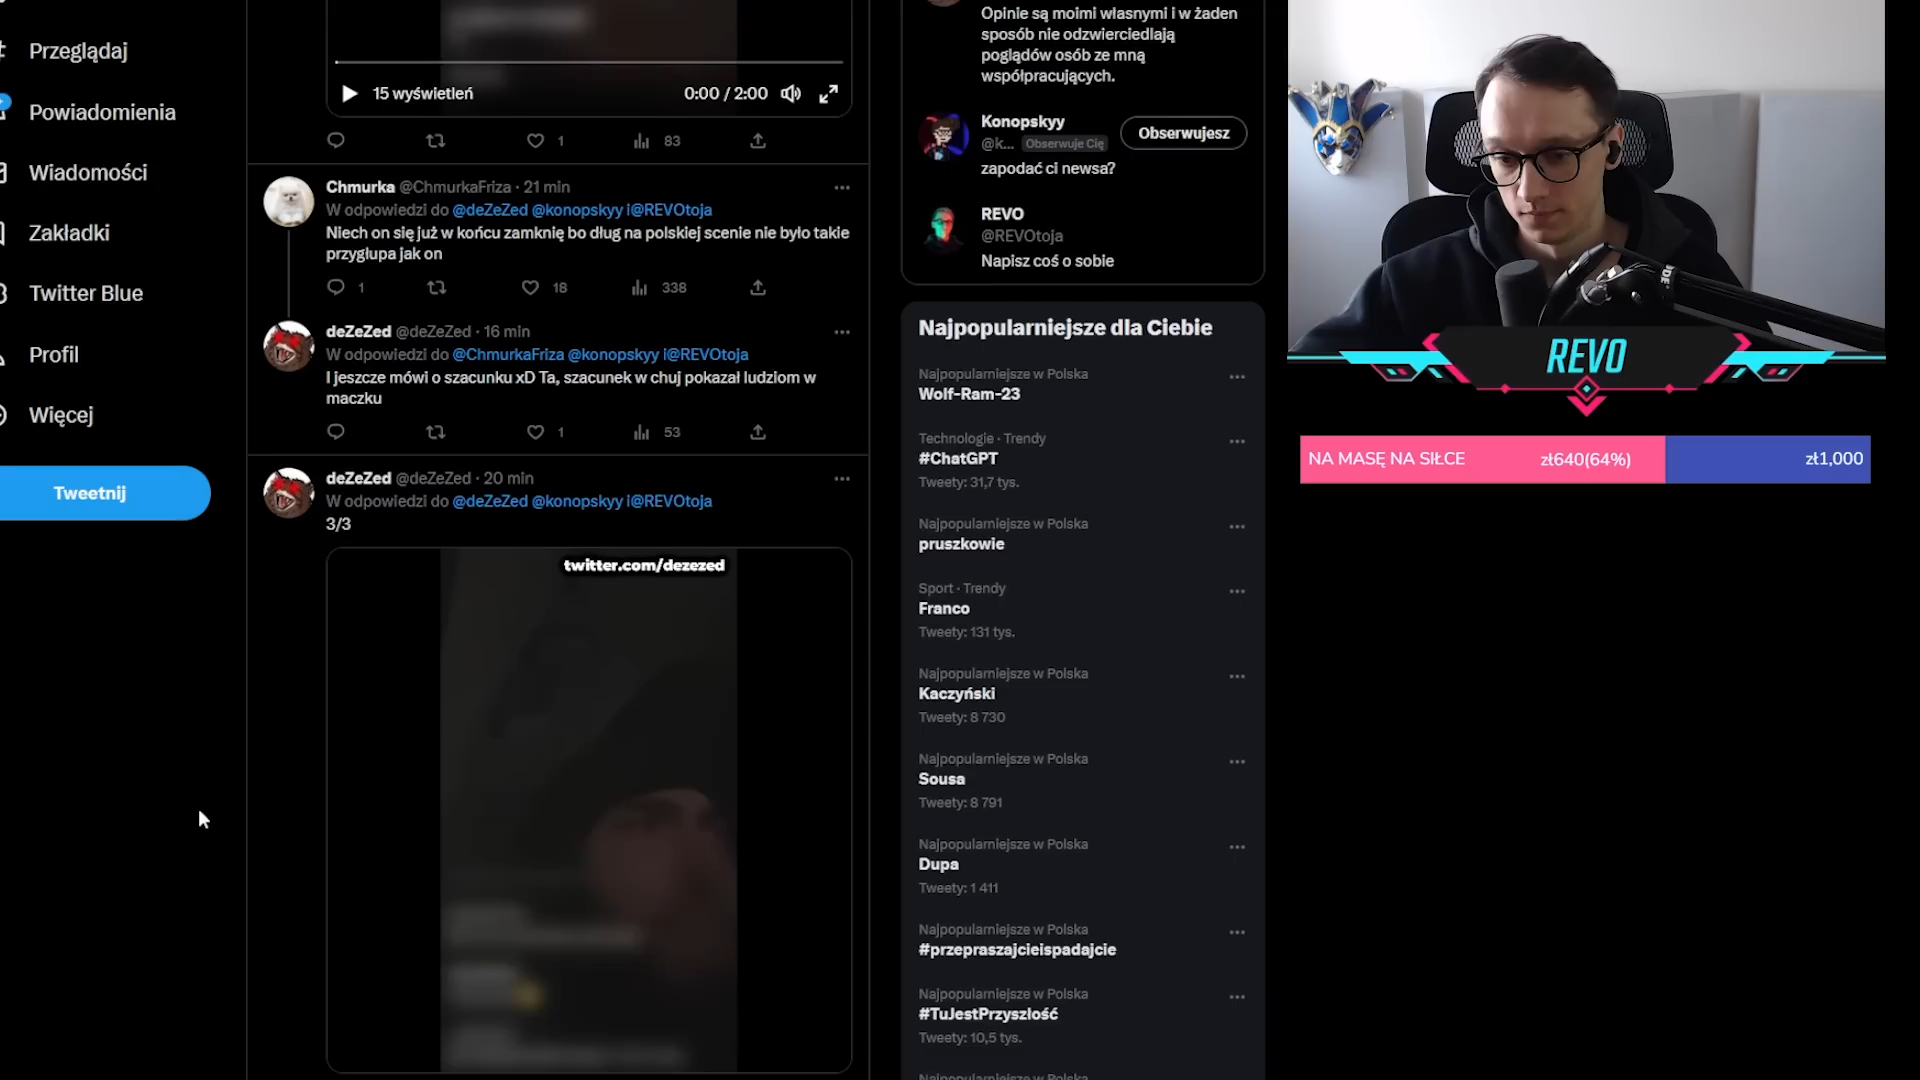 Przeglądaj
Powiadomienia
Wiadomości
Zakładki
Twitter Blue
Profil
Więcej
Tweetnij
15 wyświetleń
0:00 / 2:00
1
83
Chmurka @ChmurkaFriza · 21 min
W odpowiedzi do @deZeZed @konopskyy i@REVOtoja
Niech on się już w końcu zamknię bo dług na polskiej scenie nie było takie
przygłupa jak on
1
18
338
deZeZed @deZeZed · 16 min
W odpowiedzi do @ChmurkaFriza @konopskyy i@REVOtoja
I jeszcze mówi o szacunku xD Ta, szacunek w chuj pokazał ludziom w
maczku
1
53
deZeZed @deZeZed · 20 min
W odpowiedzi do @deZeZed @konopskyy i@REVOtoja
3/3
twitter.com/dezezed
Opinie są moimi własnymi i w żaden
sposób nie odzwierciedlają
poglądów osób ze mną
współpracujących.
Konopskyy
@k... Obserwuje Cię
Obserwujesz
zapodać ci newsa?
REVO
@REVOtoja
Napisz coś o sobie
Najpopularniejsze dla Ciebie
Najpopularniejsze w Polska
Wolf-Ram-23
Technologie · Trendy
#ChatGPT
Tweety: 31,7 tys.
Najpopularniejsze w Polska
pruszkowie
Sport · Trendy
Franco
Tweety: 131 tys.
Najpopularniejsze w Polska
Kaczyński
Tweety: 8 730
Najpopularniejsze w Polska
Sousa
Tweety: 8 791
Najpopularniejsze w Polska
Dupa
Tweety: 1 411
Najpopularniejsze w Polska
#przepraszajcieispadajcie
Najpopularniejsze w Polska
#TuJestPrzyszłość
Tweety: 10,5 tys.
Najpopularniejsze w Polska
REVO
NA MASĘ NA SIŁCE
zł640(64%)
zł1,000